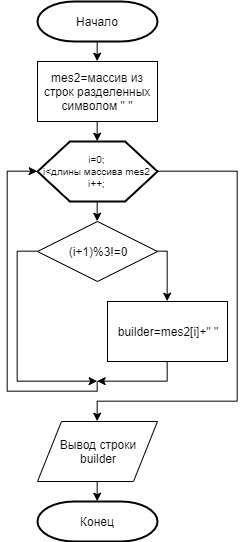 Начало
mes2=массив из
строк разделенных
символом " "
i=0;
i<длины массива mes2
i++;
(i+1)%3!=0
builder=mes2[i]+" "
Вывод строки
builder
Конец